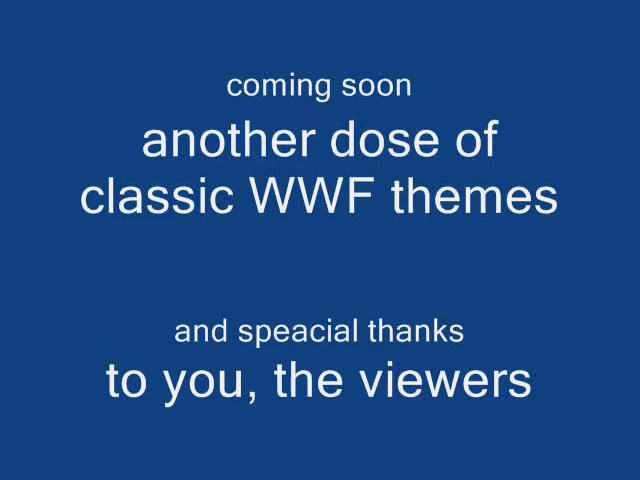 coming soon
another dose of
classic WWF themes
and speacial thanks
to you, the viewers